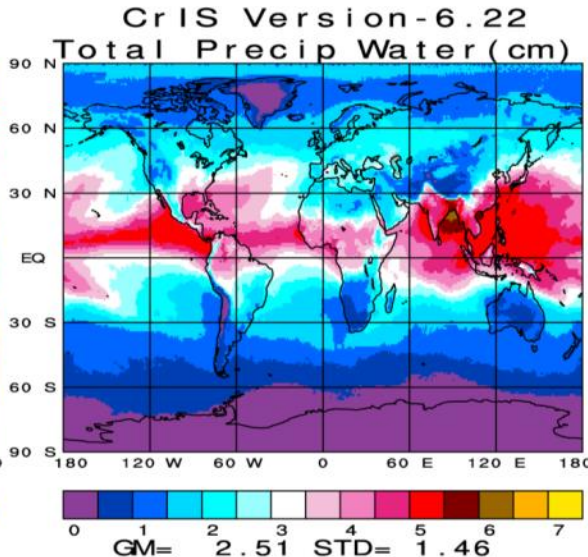 CrIS Version-6.22
Total Precip Water(cm)
90 N
60 N
30 N
EQ
30 S
60 S
90 S
180 120 W 60 W 0 60 E 120 E 180
0 1 2 3 4 5 6 7
GM= 2.51 STD= 1.46